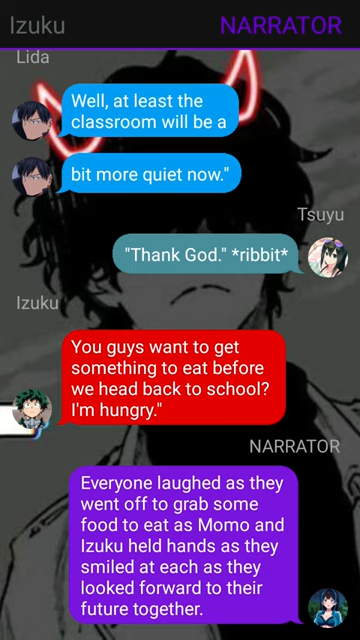 Izuku
NARRATOR
Lida
Well, at least the
classroom will be a
bit more quiet now."
Tsuyu
"Thank God." *ribbit*
Izuku
You guys want to get
something to eat before
we head back to school?
I'm hungry."
NARRATOR
Everyone laughed as they
went off to grab some
food to eat as Momo and
Izuku held hands as they
smiled at each as they
looked forward to their
future together.